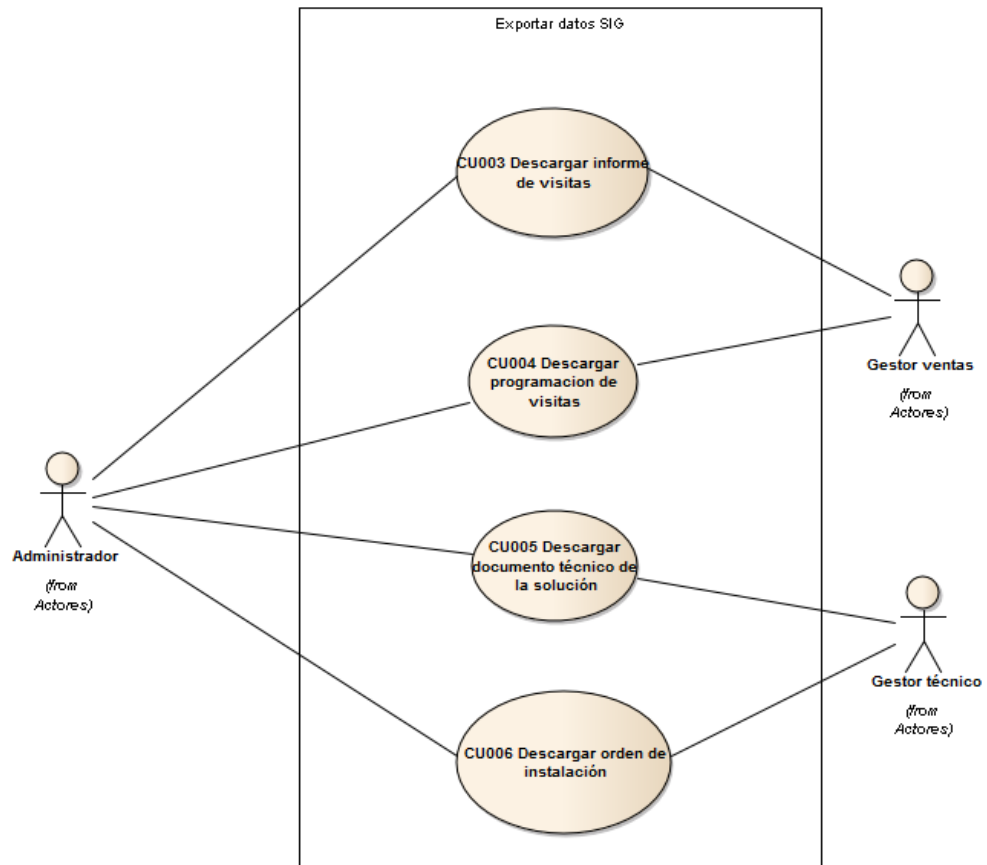 Exportar datos SIG
CU003 Descargar informe
de visitas
Gestor ventas
(from
Actores)
CU004 Descargar
programacion de
visitas
Administrador
(from
Actores)
CU005 Descargar
documento técnico de
la solución
Gestor técnico
(from
Actores)
CU006 Descargar orden de
instalación